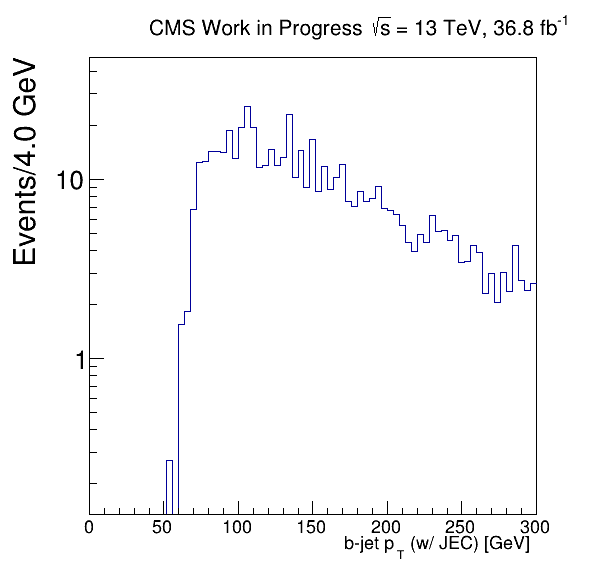 CMS Work in Progress √s = 13 TeV, 36.8 fb⁻¹
Events/4.0 GeV
10
1
0 50 100 150 200 250 300
b-jet p_T (w/ JEC) [GeV]